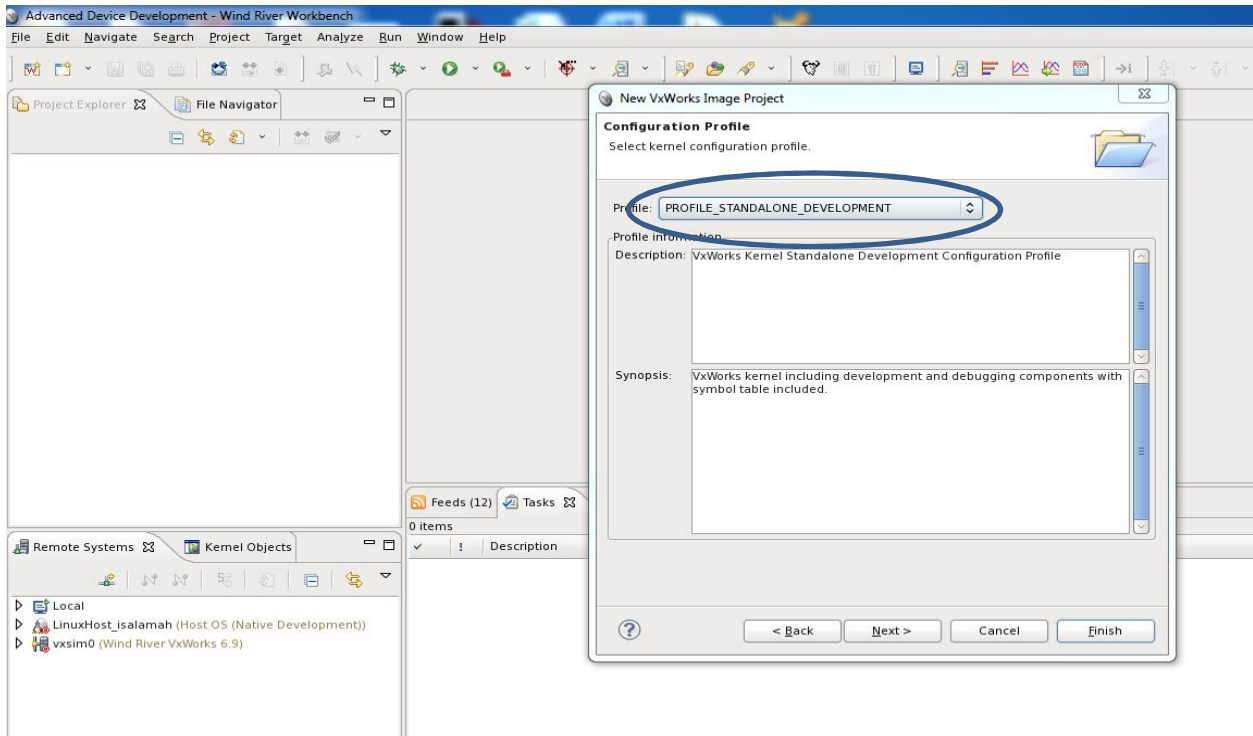 Advanced Device Development - Wind River Workbench
File Edit Navigate Search Project Target Analyze Run Window Help
Project Explorer File Navigator
New VxWorks Image Project
Configuration Profile
Select kernel configuration profile.
Profile: PROFILE_STANDALONE_DEVELOPMENT
Profile information
Description: VxWorks Kernel Standalone Development Configuration Profile
Synopsis: VxWorks kernel including development and debugging components with
symbol table included.
< Back Next > Cancel Finish
Feeds (12) Tasks
0 items
! Description
Remote Systems Kernel Objects
Local
LinuxHost_isalamah (Host OS (Native Development))
vxsim0 (Wind River VxWorks 6.9)